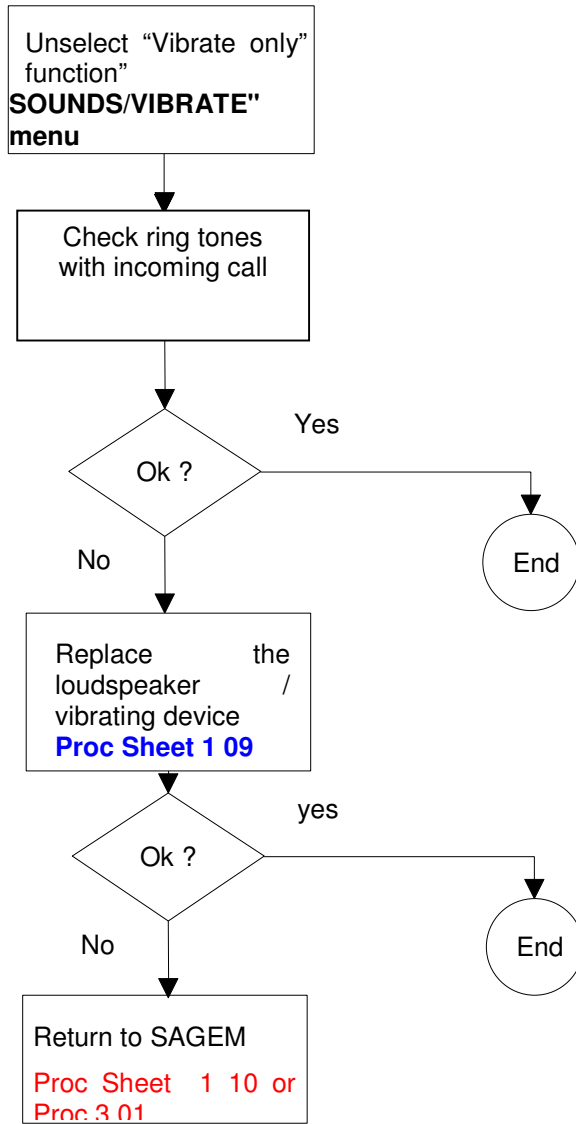 Unselect “Vibrate only”
function”
SOUNDS/VIBRATE"
menu
Check ring tones
with incoming call
Yes
Ok ?
End
No
Replace the
loudspeaker /
vibrating device
Proc Sheet 1 09
yes
Ok ?
End
No
Return to SAGEM
Proc Sheet 1 10 or
Proc 3 01